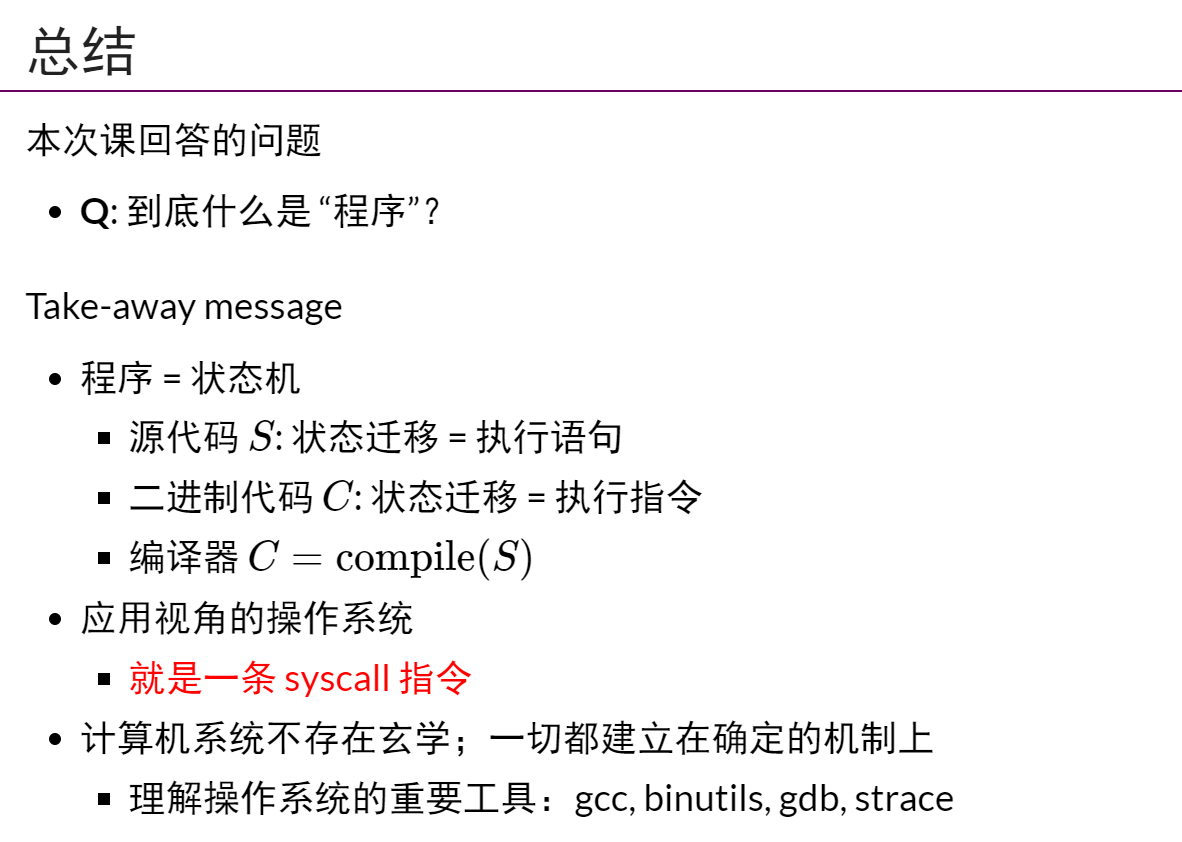 总结
本次课回答的问题
Q: 到底什么是 “程序”？
Take-away message
程序 = 状态机
源代码 S: 状态迁移 = 执行语句
二进制代码 C: 状态迁移 = 执行指令
编译器 C = compile(S)
应用视角的操作系统
就是一条 syscall 指令
计算机系统不存在玄学；一切都建立在确定的机制上
理解操作系统的重要工具：gcc, binutils, gdb, strace